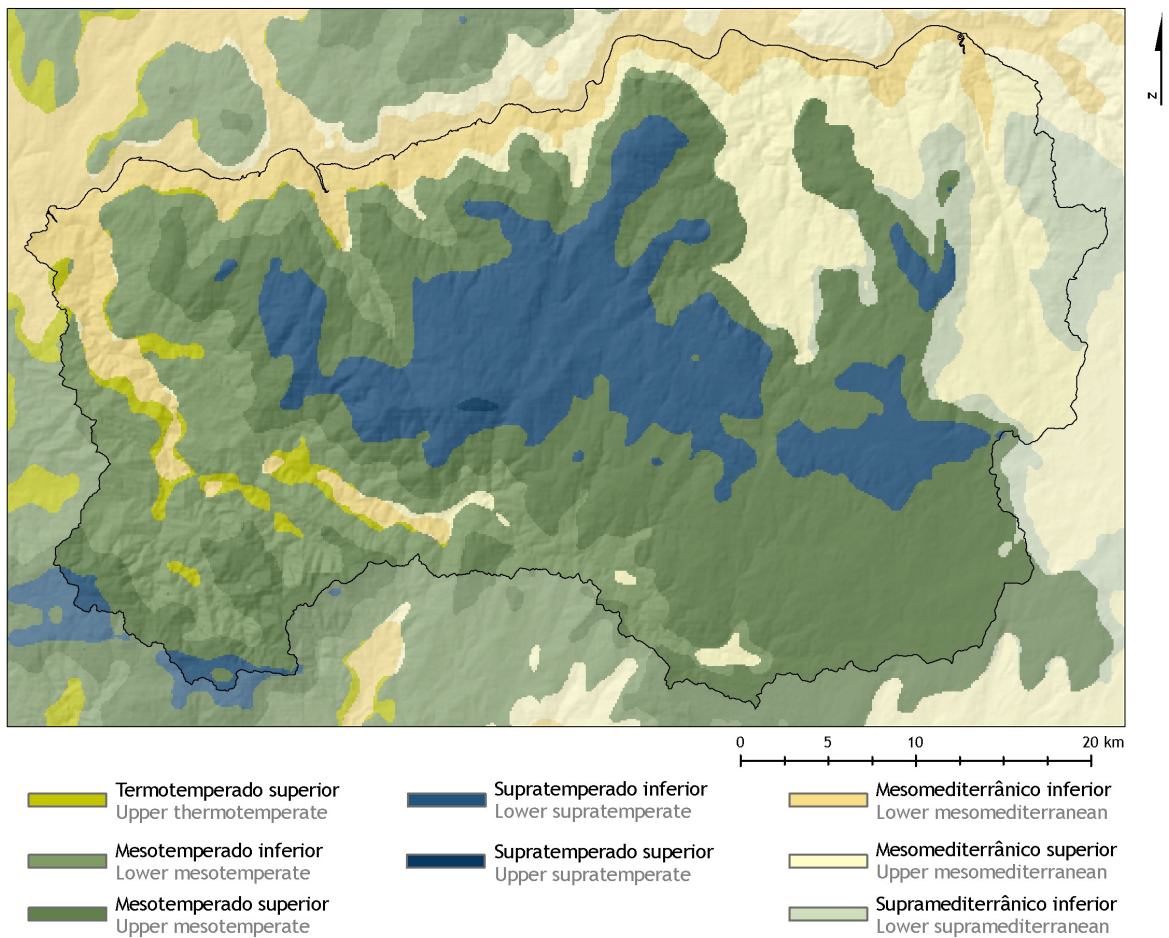 N
0 5 10 20 km
Termotemperado superior
Upper thermotemperate
Mesotemperado inferior
Lower mesotemperate
Mesotemperado superior
Upper mesotemperate
Supratemperado inferior
Lower supratemperate
Supratemperado superior
Upper supratemperate
Mesomediterrânico inferior
Lower mesomediterranean
Mesomediterrânico superior
Upper mesomediterranean
Supramediterrânico inferior
Lower supramediterranean